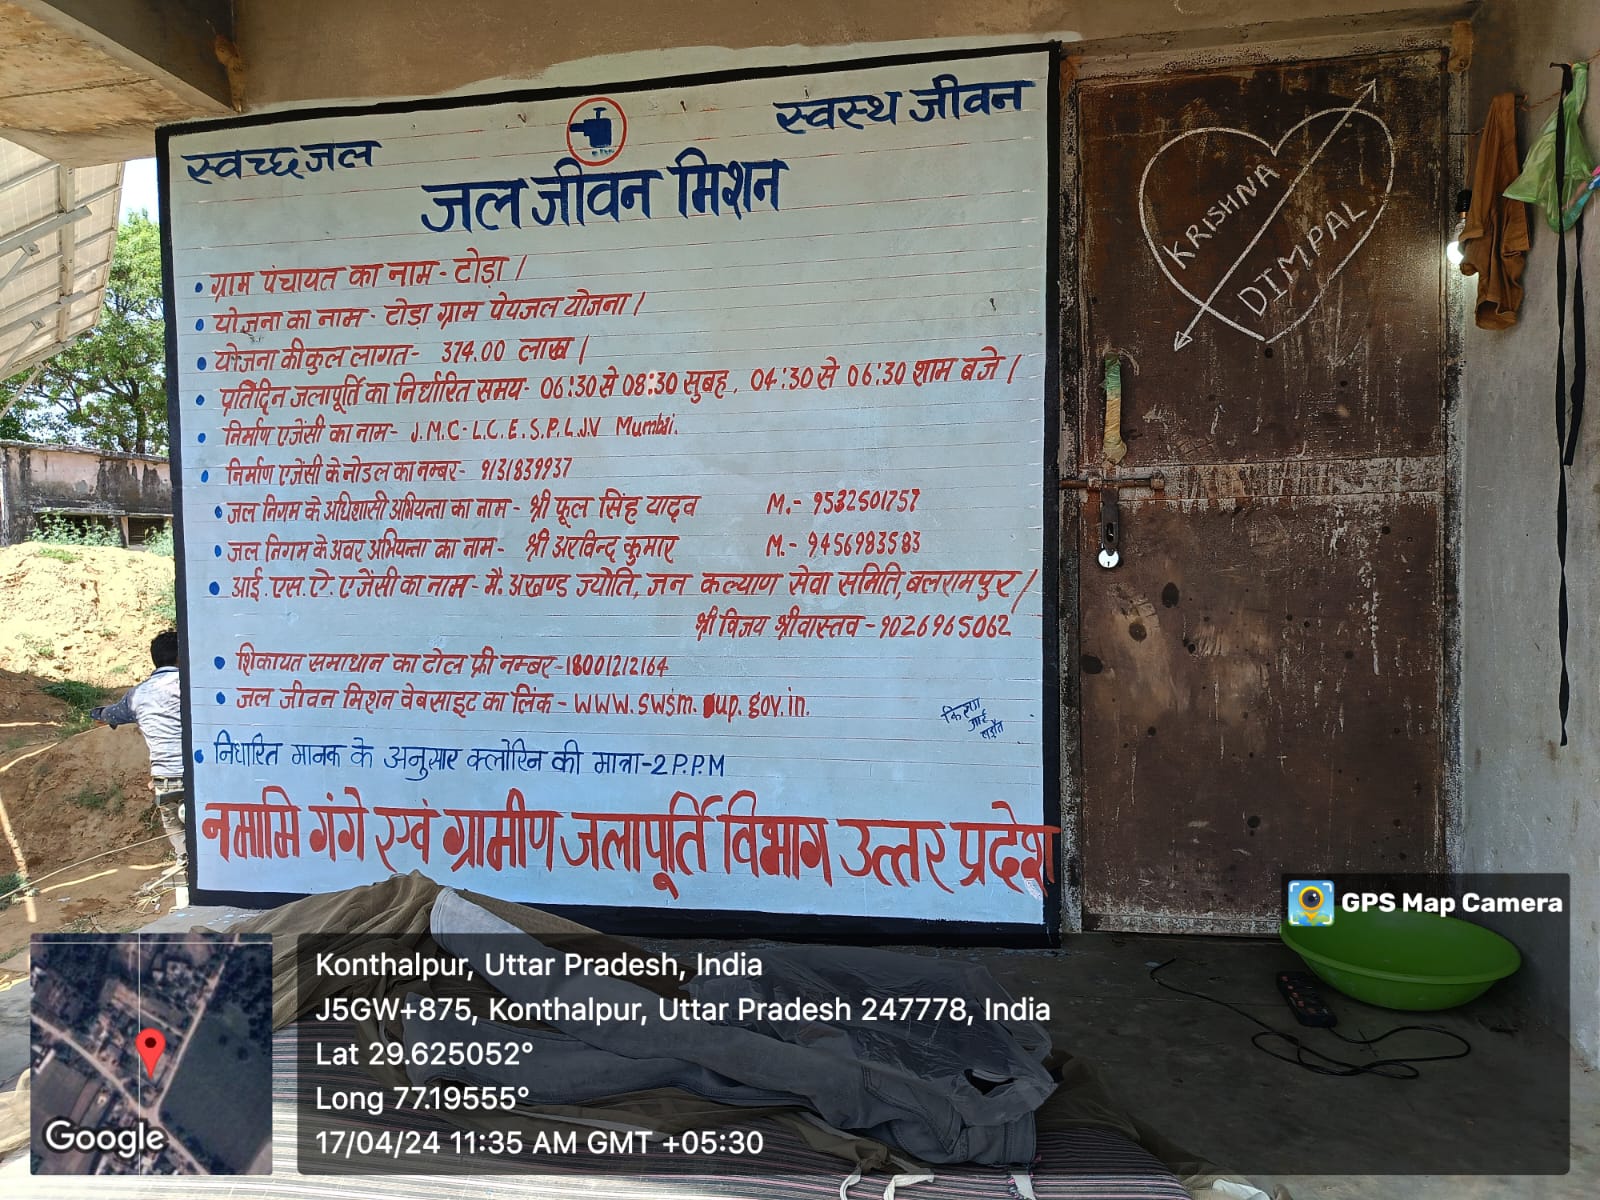 स्वच्छ जल
स्वस्थ जीवन
जल जीवन मिशन
• ग्राम पंचायत का नाम - टोडा ।
• योजना का नाम - टोडा ग्राम पेयजल योजना ।
• योजना की कुल लागत - 374.00 लाख ।
• प्रतिदिन जलापूर्ति का निर्धारित समय - 06:30 से 08:30 सुबह, 04:30 से 06:30 शाम बजे ।
• निर्माण एजेंसी का नाम - J.M.C-L.C.E.S.P.L.J.V Mumbai.
• निर्माण एजेंसी के नोडल का नम्बर - 9131839937
• जल निगम के अधिशासी अभियन्ता का नाम - श्री फूल सिंह यादव M.- 9532501757
• जल निगम के अवर अभियन्ता का नाम - श्री अरविन्द कुमार M.- 9456983583
• आई.एस.ऐ. एजेंसी का नाम - मै. अखण्ड ज्योति, जन कल्याण सेवा समिति, बलरामपुर ।
श्री विजय श्रीवास्तव - 9026965062
• शिकायत समाधान का टोल फ्री नम्बर - 18001212164
• जल जीवन मिशन वेबसाइट का लिंक - www.swsm.up.gov.in.
• निर्धारित मानक के अनुसार क्लोरिन की मात्रा - 2 P.P.M
नमामि गंगे एवं ग्रामीण जलापूर्ति विभाग उत्तर प्रदेश
KRISHNA
DIMPAL
GPS Map Camera
Konthalpur, Uttar Pradesh, India
J5GW+875, Konthalpur, Uttar Pradesh 247778, India
Lat 29.625052°
Long 77.19555°
17/04/24 11:35 AM GMT +05:30
Google